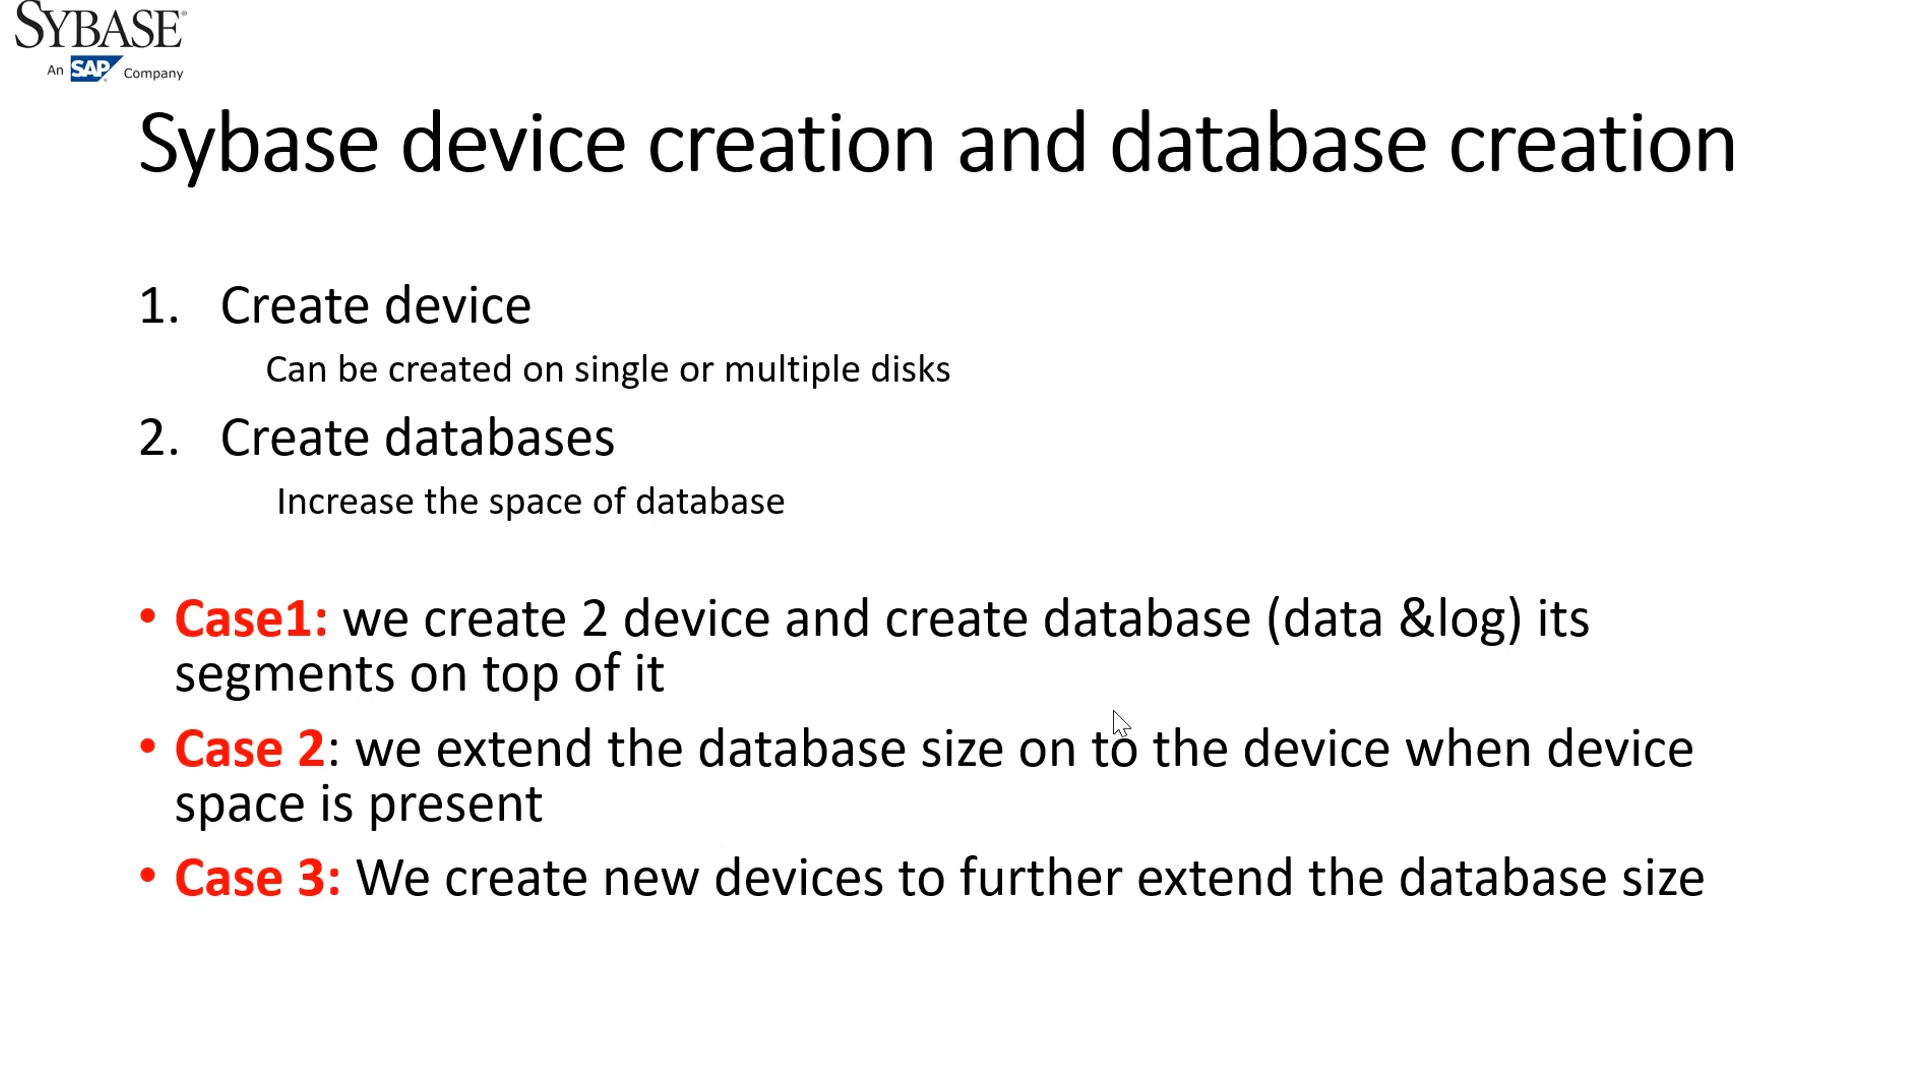 SYBASE®
An SAP Company
Sybase device creation and database creation
1. Create device
Can be created on single or multiple disks
2. Create databases
Increase the space of database
• Case1: we create 2 device and create database (data &log) its
segments on top of it
• Case 2: we extend the database size on to the device when device
space is present
• Case 3: We create new devices to further extend the database size